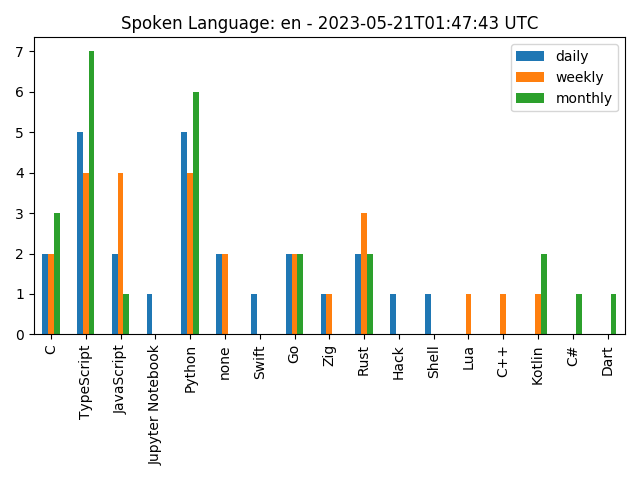 Spoken Language: en - 2023-05-21T01:47:43 UTC
daily
weekly
monthly
7
6
5
4
3
2
1
0
C
TypeScript
JavaScript
Jupyter Notebook
Python
none
Swift
Go
Zig
Rust
Hack
Shell
Lua
C++
Kotlin
C#
Dart